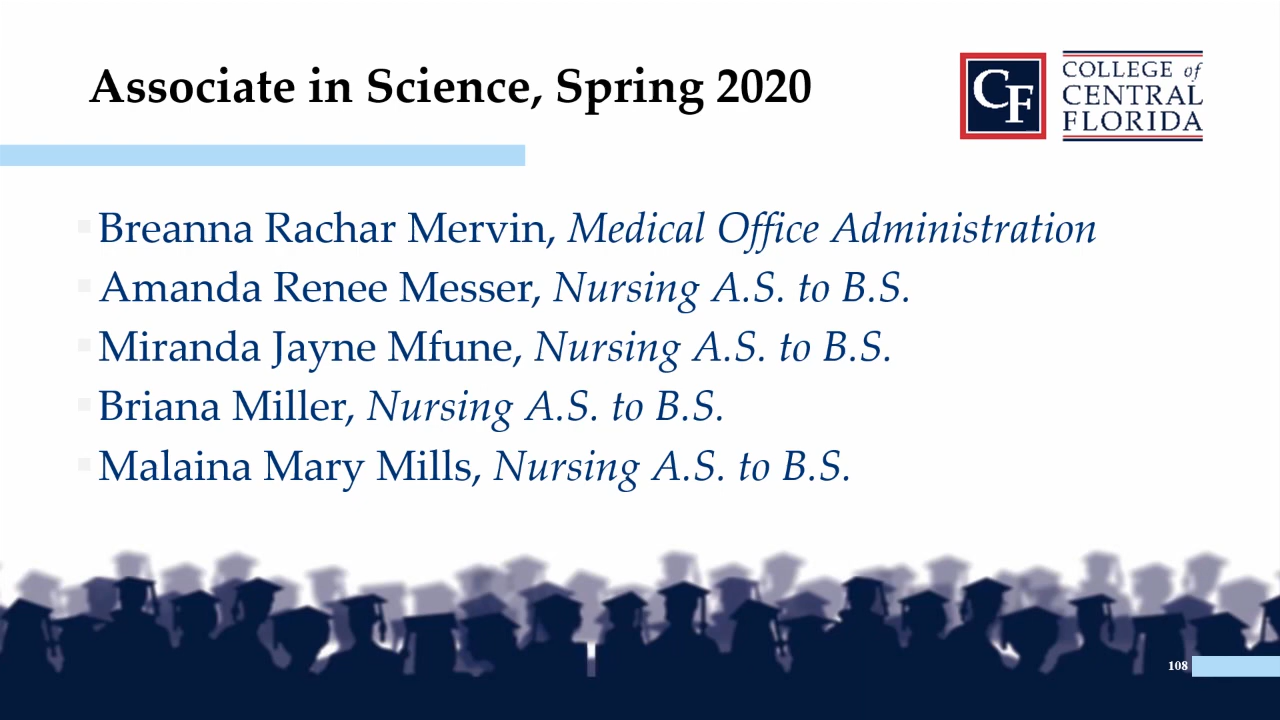 Associate in Science, Spring 2020
CF
COLLEGE of
CENTRAL
FLORIDA
Breanna Rachar Mervin, Medical Office Administration
Amanda Renee Messer, Nursing A.S. to B.S.
Miranda Jayne Mfune, Nursing A.S. to B.S.
Briana Miller, Nursing A.S. to B.S.
Malaina Mary Mills, Nursing A.S. to B.S.
108